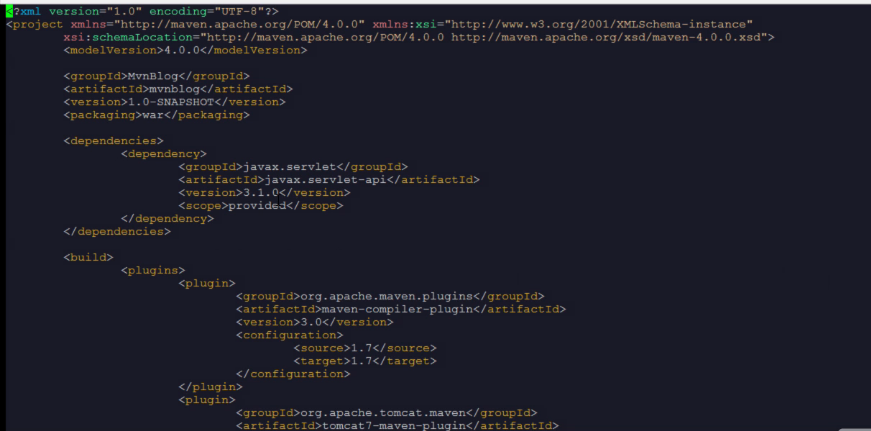 <?xml version="1.0" encoding="UTF-8"?>
<project xmlns="http://maven.apache.org/POM/4.0.0" xmlns:xsi="http://www.w3.org/2001/XMLSchema-instance"
xsi:schemaLocation="http://maven.apache.org/POM/4.0.0 http://maven.apache.org/xsd/maven-4.0.0.xsd">
<modelVersion>4.0.0</modelVersion>
<groupId>MvnBlog</groupId>
<artifactId>mvnblog</artifactId>
<version>1.0-SNAPSHOT</version>
<packaging>war</packaging>
<dependencies>
<dependency>
<groupId>javax.servlet</groupId>
<artifactId>javax.servlet-api</artifactId>
<version>3.1.0</version>
<scope>provided</scope>
</dependency>
</dependencies>
<build>
<plugins>
<plugin>
<groupId>org.apache.maven.plugins</groupId>
<artifactId>maven-compiler-plugin</artifactId>
<version>3.0</version>
<configuration>
<source>1.7</source>
<target>1.7</target>
</configuration>
</plugin>
<plugin>
<groupId>org.apache.tomcat.maven</groupId>
<artifactId>tomcat7-maven-plugin</artifactId>